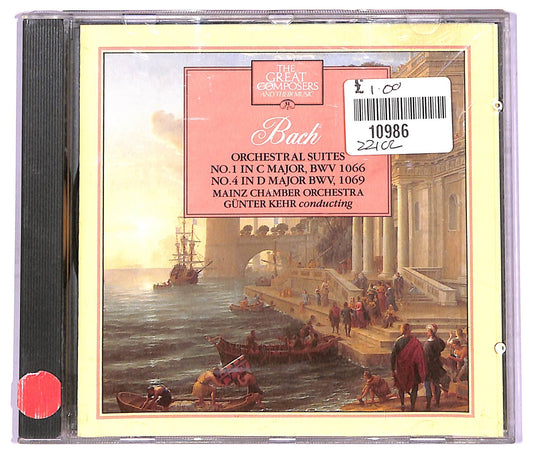 THE
GREAT
COMPOSERS
AND THEIR MUSIC
Bach
ORCHESTRAL SUITES
NO.1 IN C MAJOR, BWV 1066
NO.4 IN D MAJOR BWV, 1069
MAINZ CHAMBER ORCHESTRA
GÜNTER KEHR conducting
£1.00
10986